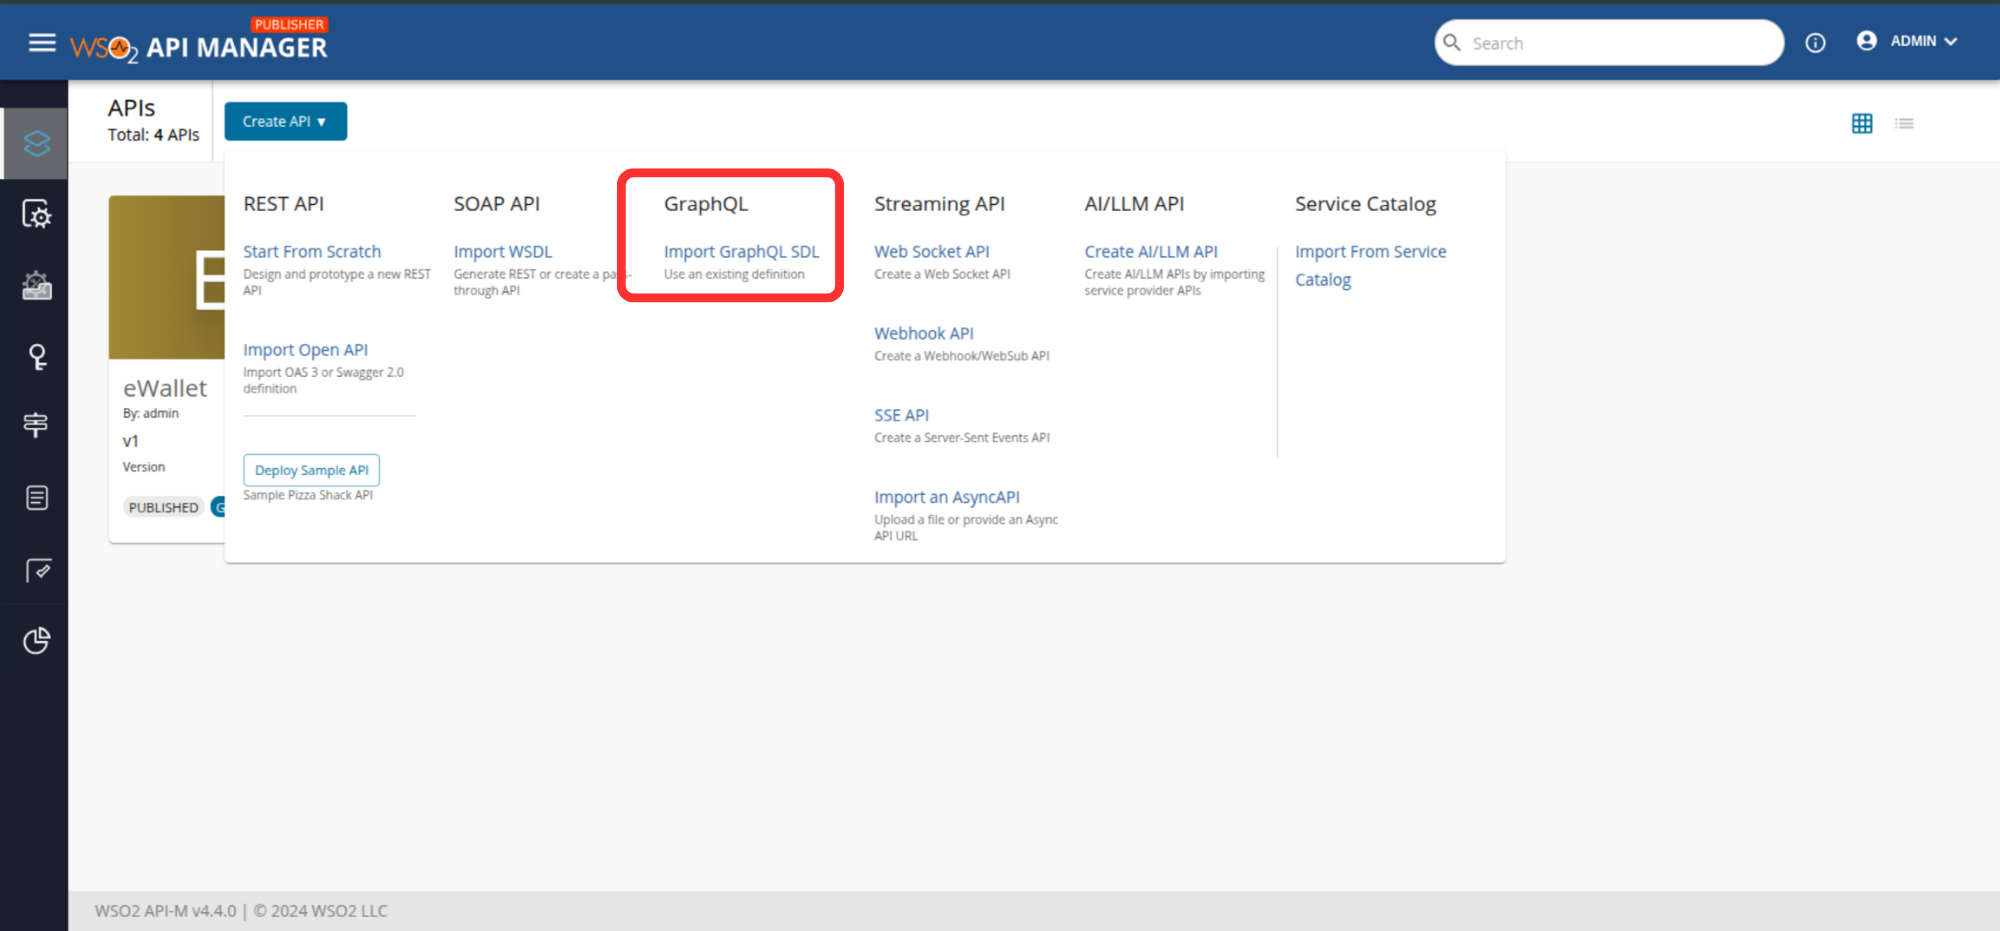 PUBLISHER
WSO2 API MANAGER
Search
ADMIN
APIs
Total: 4 APIs
Create API ▼
REST API
Start From Scratch
Design and prototype a new REST
API
Import Open API
Import OAS 3 or Swagger 2.0
definition
Deploy Sample API
Sample Pizza Shack API
SOAP API
Import WSDL
Generate REST or create a pass-
through API
GraphQL
Import GraphQL SDL
Use an existing definition
Streaming API
Web Socket API
Create a Web Socket API
Webhook API
Create a Webhook/WebSub API
SSE API
Create a Server-Sent Events API
Import an AsyncAPI
Upload a file or provide an Async
API URL
AI/LLM API
Create AI/LLM API
Create AI/LLM APIs by importing
service provider APIs
Service Catalog
Import From Service
Catalog
eWallet
By: admin
v1
Version
PUBLISHED G
WSO2 API-M v4.4.0 | © 2024 WSO2 LLC